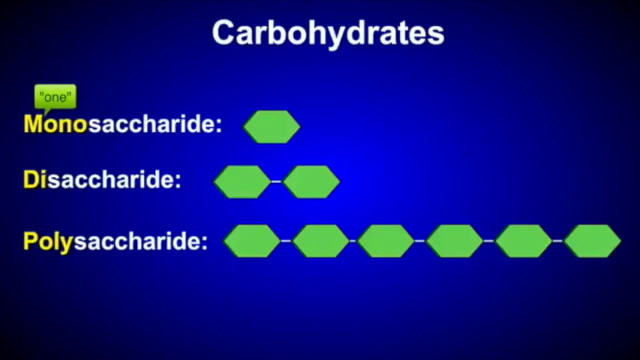 Carbohydrates
"one"
Monosaccharide:
Disaccharide:
Polysaccharide: